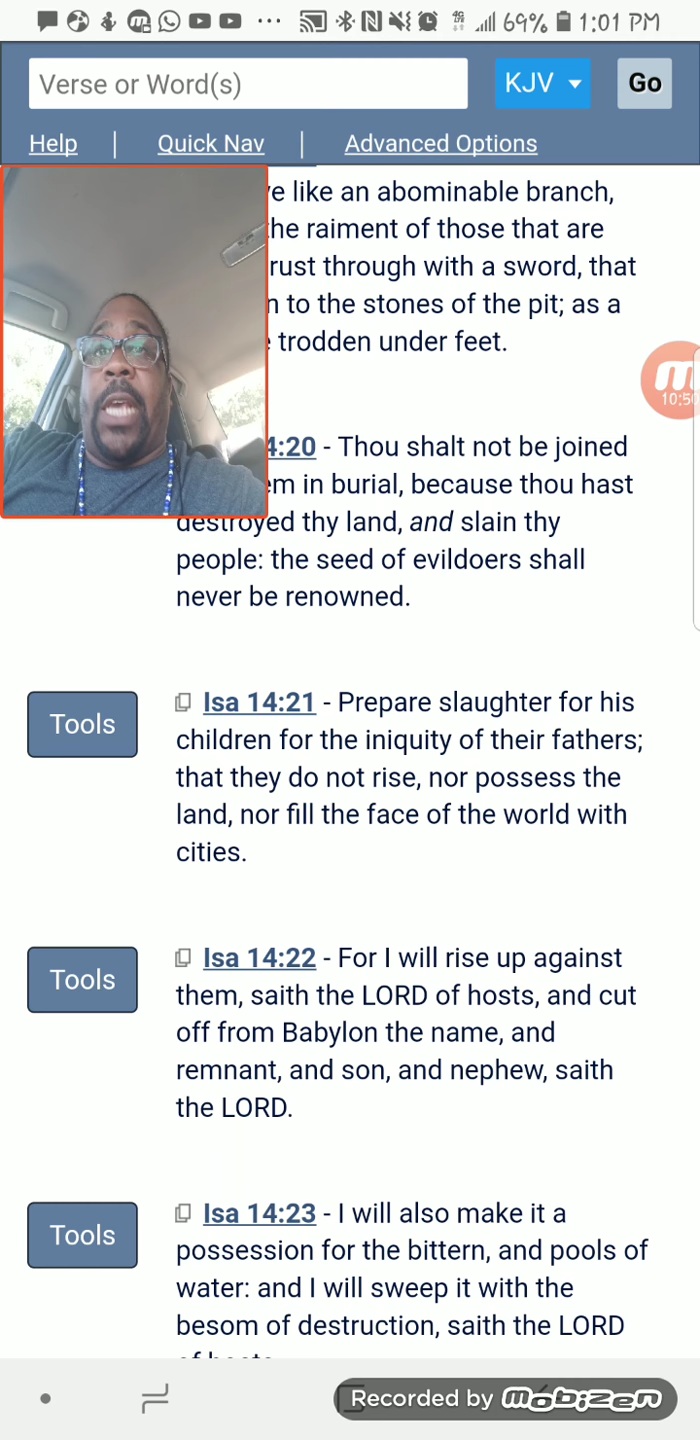 69% 1:01 PM
Verse or Word(s) KJV Go
Help | Quick Nav | Advanced Options
like an abominable branch,
the raiment of those that are
through with a sword, that
to the stones of the pit; as a
trodden under feet.
4:20 - Thou shalt not be joined
in burial, because thou hast
destroyed thy land, and slain thy
people: the seed of evildoers shall
never be renowned.
Tools
Isa 14:21 - Prepare slaughter for his
children for the iniquity of their fathers;
that they do not rise, nor possess the
land, nor fill the face of the world with
cities.
Tools
Isa 14:22 - For I will rise up against
them, saith the LORD of hosts, and cut
off from Babylon the name, and
remnant, and son, and nephew, saith
the LORD.
Tools
Isa 14:23 - I will also make it a
possession for the bittern, and pools of
water: and I will sweep it with the
besom of destruction, saith the LORD
Recorded by mobizen